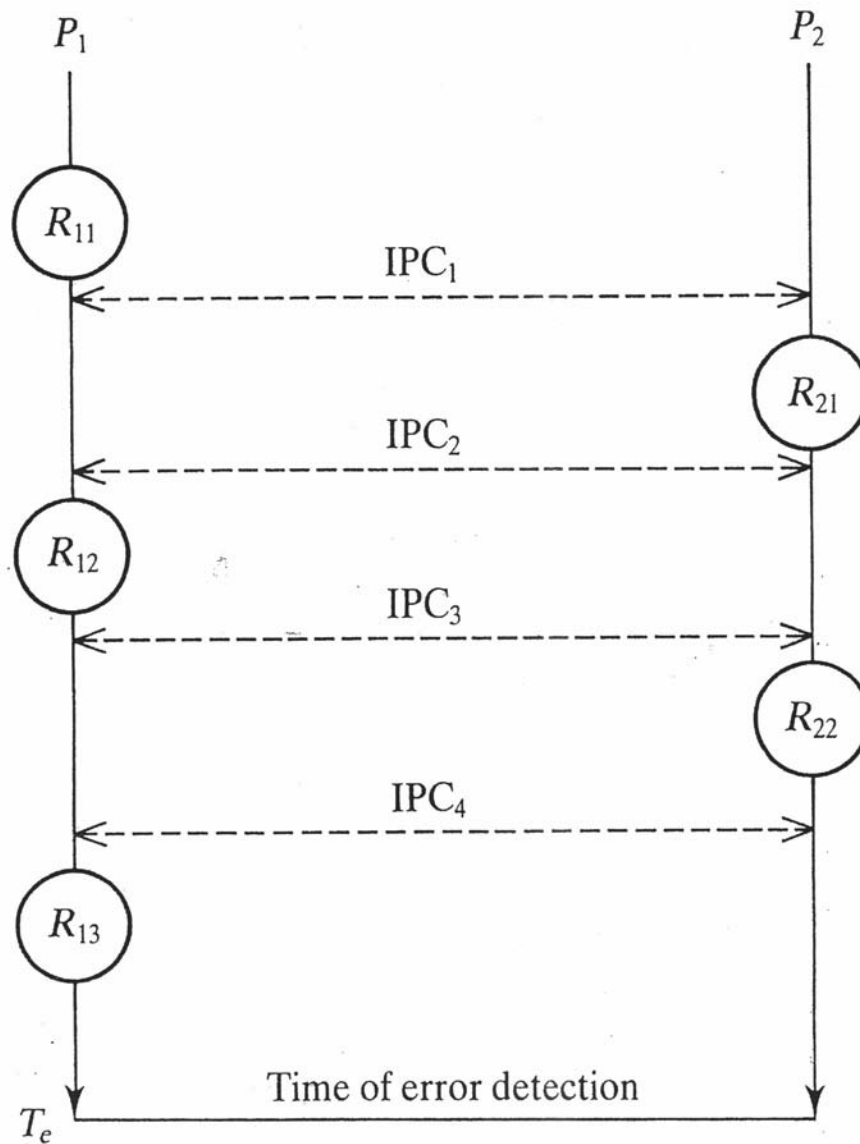 P₁
P₂
R₁₁
IPC₁
R₂₁
IPC₂
R₁₂
IPC₃
R₂₂
IPC₄
R₁₃
Time of error detection
Tₑ